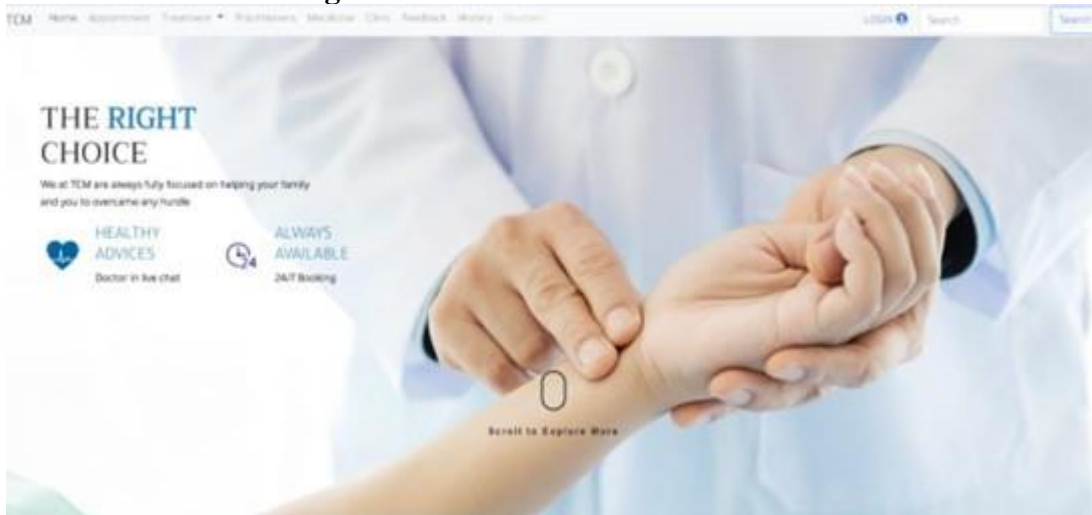 g
TCM Home Appointment Treatment Practitioners Medicine Clinic Feedback History
LOGIN Search Search
THE RIGHT
CHOICE
We at TCM are always fully focused on helping your family
and you to overcame any hurdle
HEALTHY
ADVICES
Doctor in live chat
24
ALWAYS
AVAILABLE
24/7 Booking
Scroll to Explore More